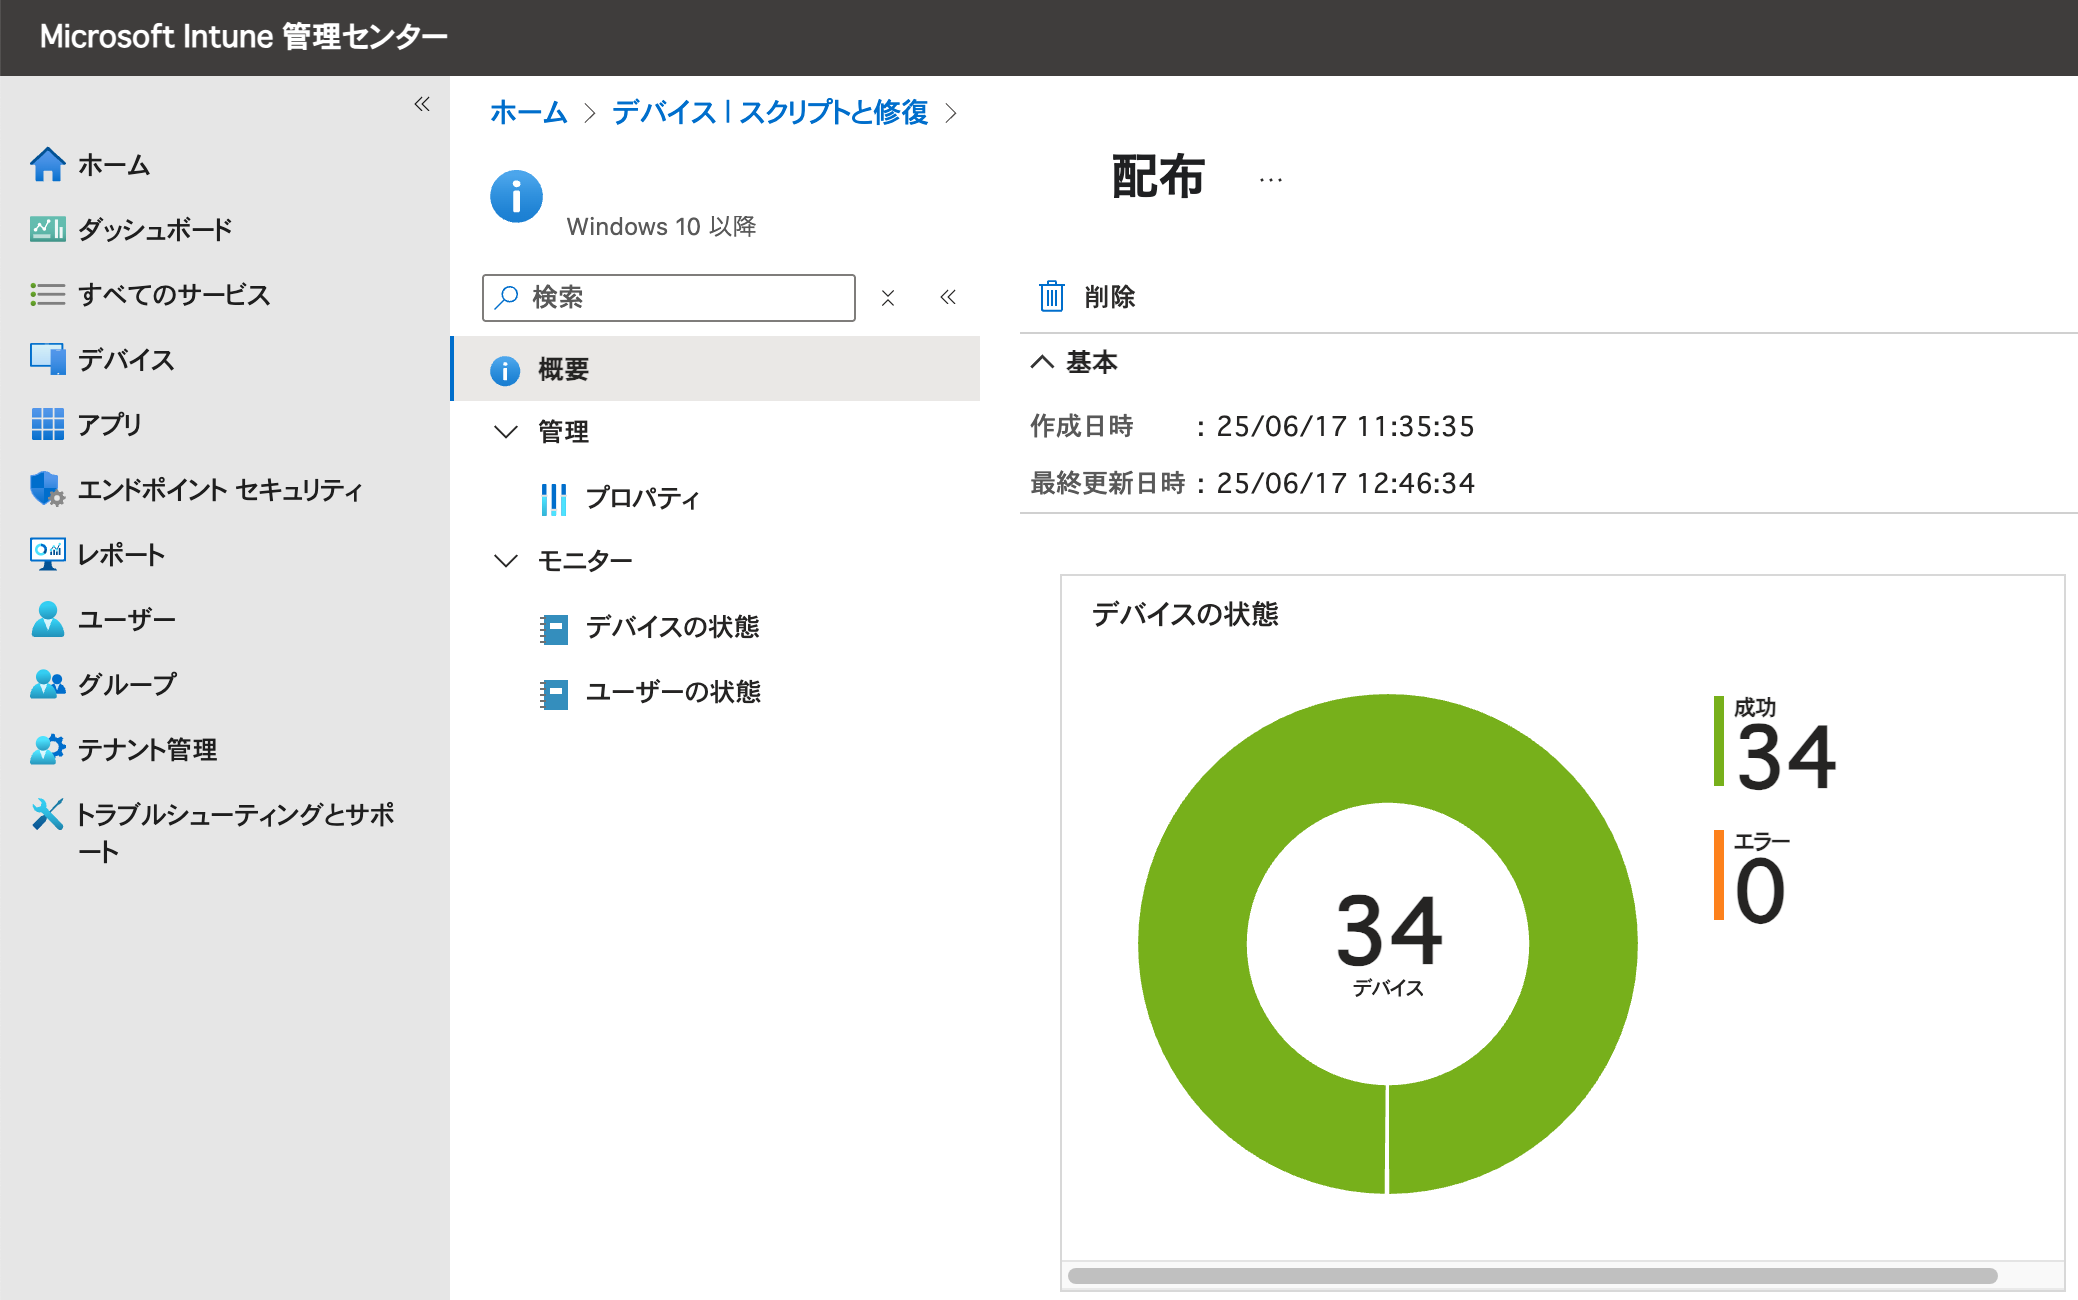 Microsoft Intune 管理センター
ホーム
ダッシュボード
すべてのサービス
デバイス
アプリ
エンドポイント セキュリティ
レポート
ユーザー
グループ
テナント管理
トラブルシューティングとサポ
ート
ホーム > デバイス | スクリプトと修復 >
配布 ...
Windows 10 以降
検索
概要
管理
プロパティ
モニター
デバイスの状態
ユーザーの状態
削除
基本
作成日時 : 25/06/17 11:35:35
最終更新日時 : 25/06/17 12:46:34
デバイスの状態
34
デバイス
成功
34
エラー
0